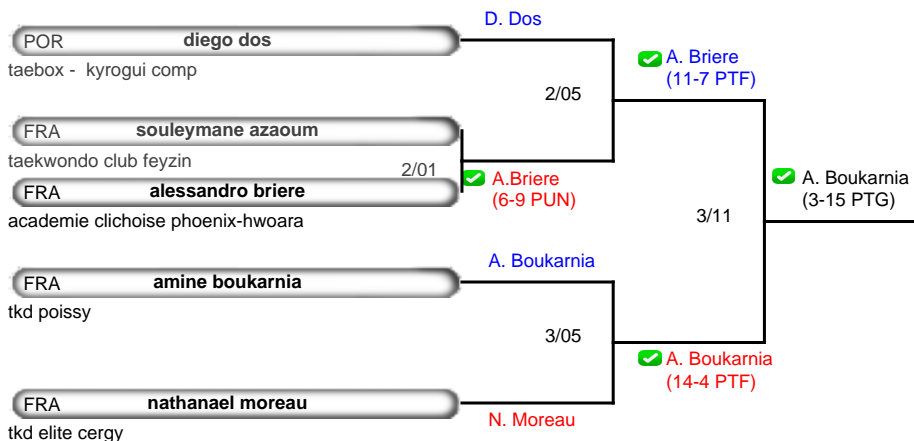 D. Dos
POR diego dos
taebox - kyrogui comp
A. Briere
(11-7 PTF)
2/05
FRA souleymane azaoum
taekwondo club feyzin
2/01
FRA alessandro briere
academie clichoise phoenix-hwoara
A.Briere
(6-9 PUN)
A. Boukarnia
(3-15 PTG)
3/11
A. Boukarnia
FRA amine boukarnia
tkd poissy
3/05
A. Boukarnia
(14-4 PTF)
FRA nathanael moreau
N. Moreau
tkd elite cergy